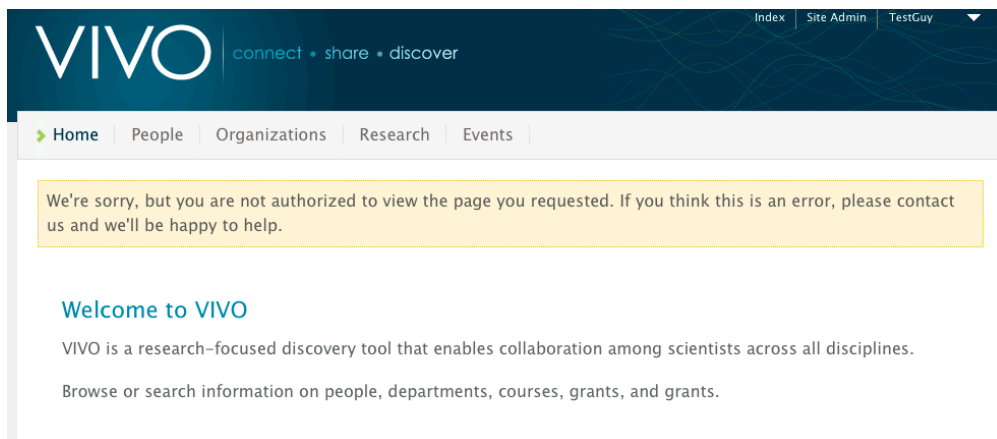 Index Site Admin TestGuy
VIVO connect • share • discover
Home People Organizations Research Events
We're sorry, but you are not authorized to view the page you requested. If you think this is an error, please contact
us and we'll be happy to help.
Welcome to VIVO
VIVO is a research-focused discovery tool that enables collaboration among scientists across all disciplines.
Browse or search information on people, departments, courses, grants, and grants.